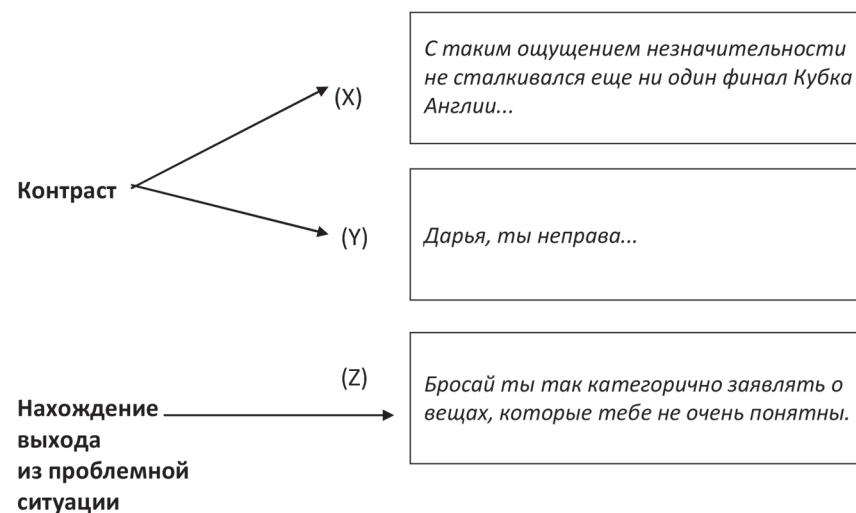 (X)
С таким ощущением незначительности
не сталкивался еще ни один финал Кубка
Англии...
Контраст
(Y)
Дарья, ты неправа...
(Z)
Бросай ты так категорично заявлять о
вещах, которые тебе не очень понятны.
Нахождение
выхода
из проблемной
ситуации